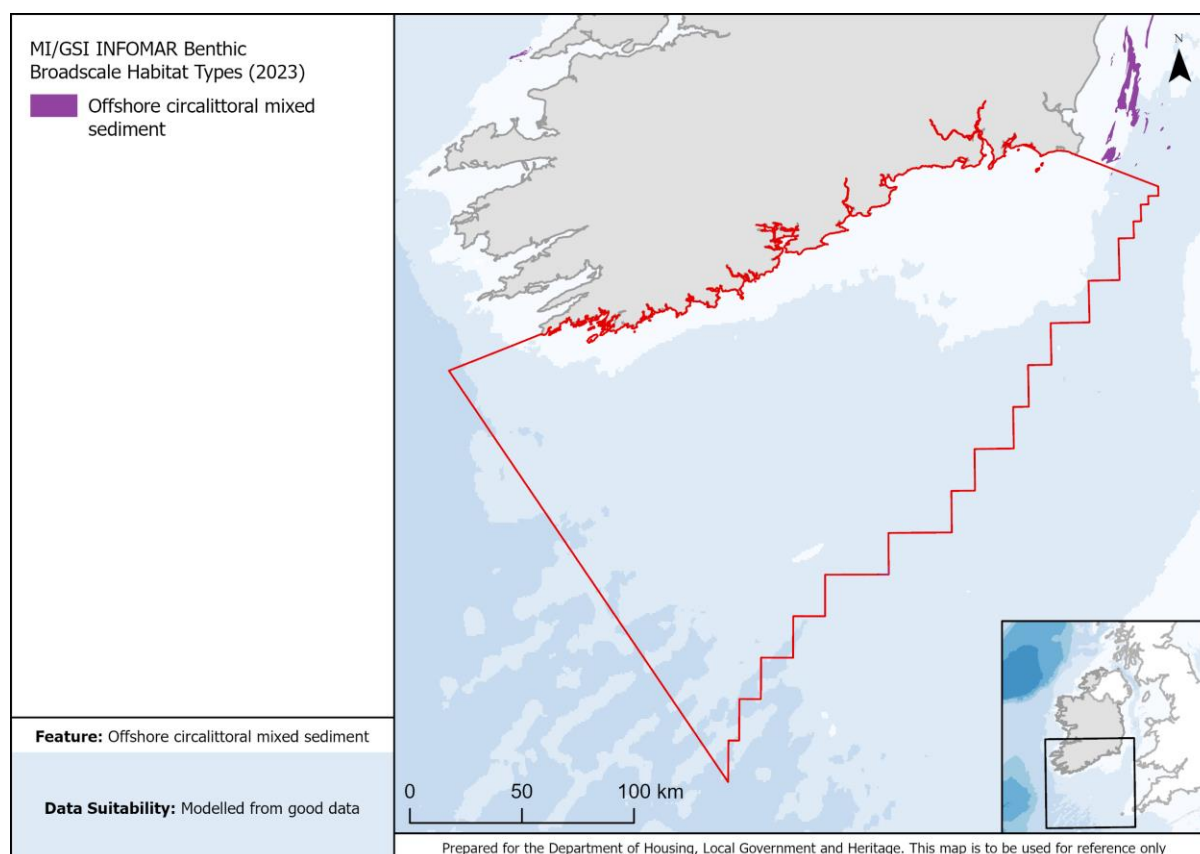 MI/GSI INFOMAR Benthic
Broadscale Habitat Types (2023)
Offshore circalittoral mixed
sediment
N
0 50 100 km
Feature: Offshore circalittoral mixed sediment
Data Suitability: Modelled from good data
Prepared for the Department of Housing, Local Government and Heritage. This map is to be used for reference only